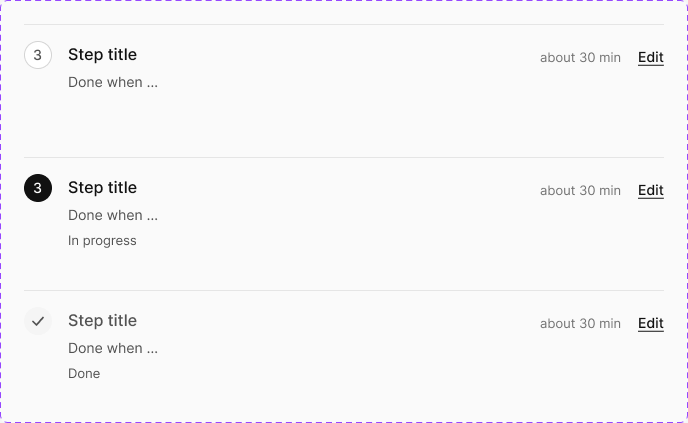 3 Step title about 30 min Edit
Done when ...
3 Step title about 30 min Edit
Done when ...
In progress
Step title about 30 min Edit
Done when ...
Done